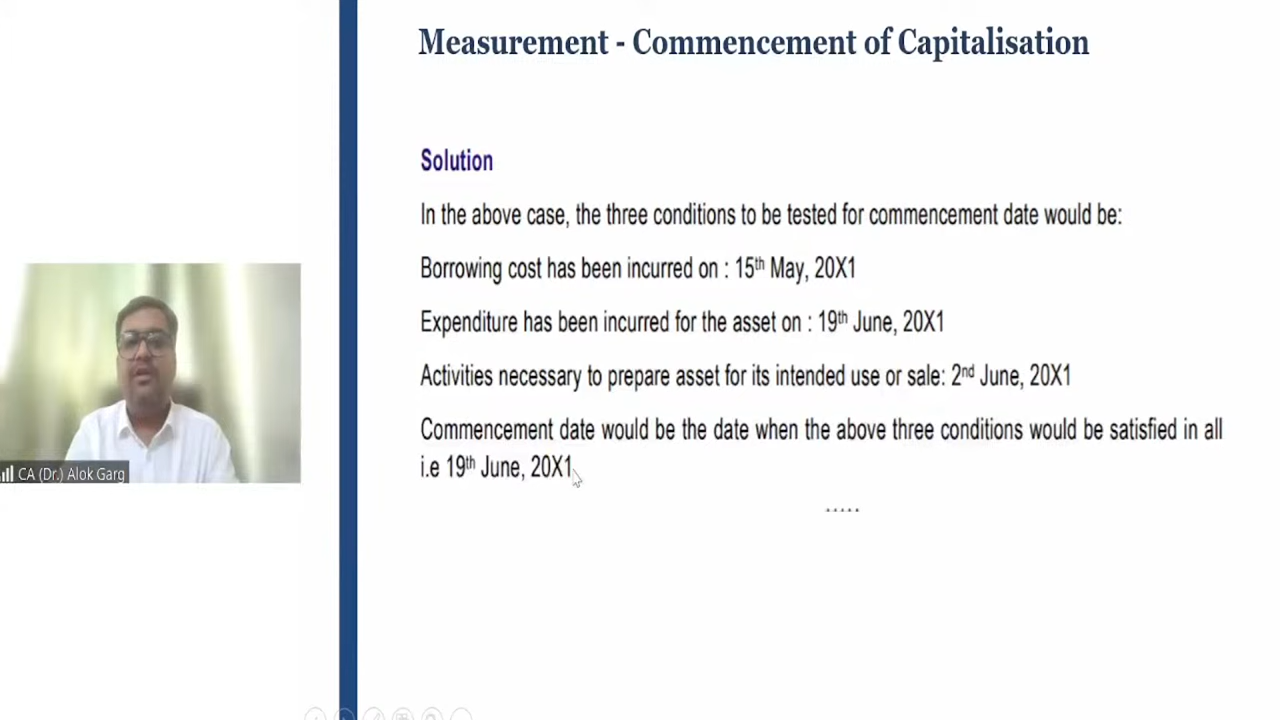 Measurement - Commencement of Capitalisation
Solution
In the above case, the three conditions to be tested for commencement date would be:
Borrowing cost has been incurred on : 15th May, 20X1
Expenditure has been incurred for the asset on : 19th June, 20X1
Activities necessary to prepare asset for its intended use or sale: 2nd June, 20X1
Commencement date would be the date when the above three conditions would be satisfied in all
i.e 19th June, 20X1
.....
CA (Dr.) Alok Garg